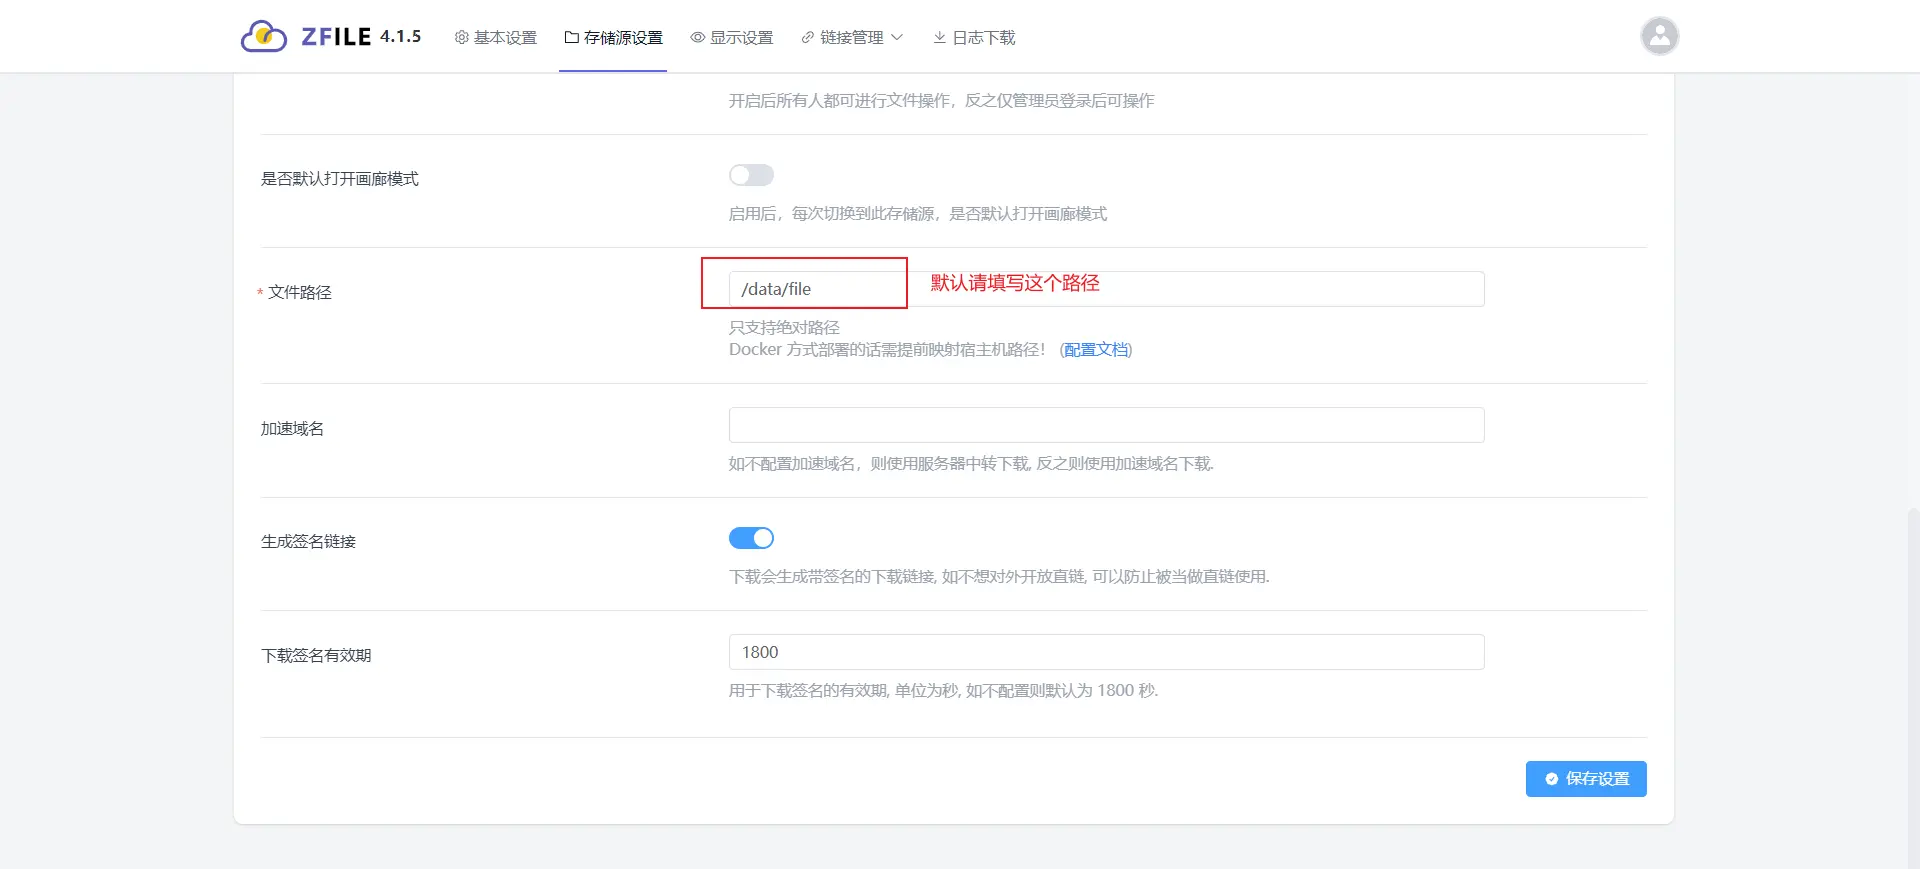 ZFILE 4.1.5 基本设置 存储源设置 显示设置 链接管理 日志下载
开启后所有人都可进行文件操作，反之仅管理员登录后可操作
是否默认打开画廊模式
启用后，每次切换到此存储源，是否默认打开画廊模式
* 文件路径
/data/file
默认请填写这个路径
只支持绝对路径
Docker 方式部署的话需提前映射宿主机路径！ (配置文档)
加速域名
如不配置加速域名，则使用服务器中转下载, 反之则使用加速域名下载.
生成签名链接
下载会生成带签名的下载链接, 如不想对外开放直链, 可以防止被当做直链使用.
下载签名有效期
1800
用于下载签名的有效期, 单位为秒, 如不配置则默认为 1800 秒.
保存设置